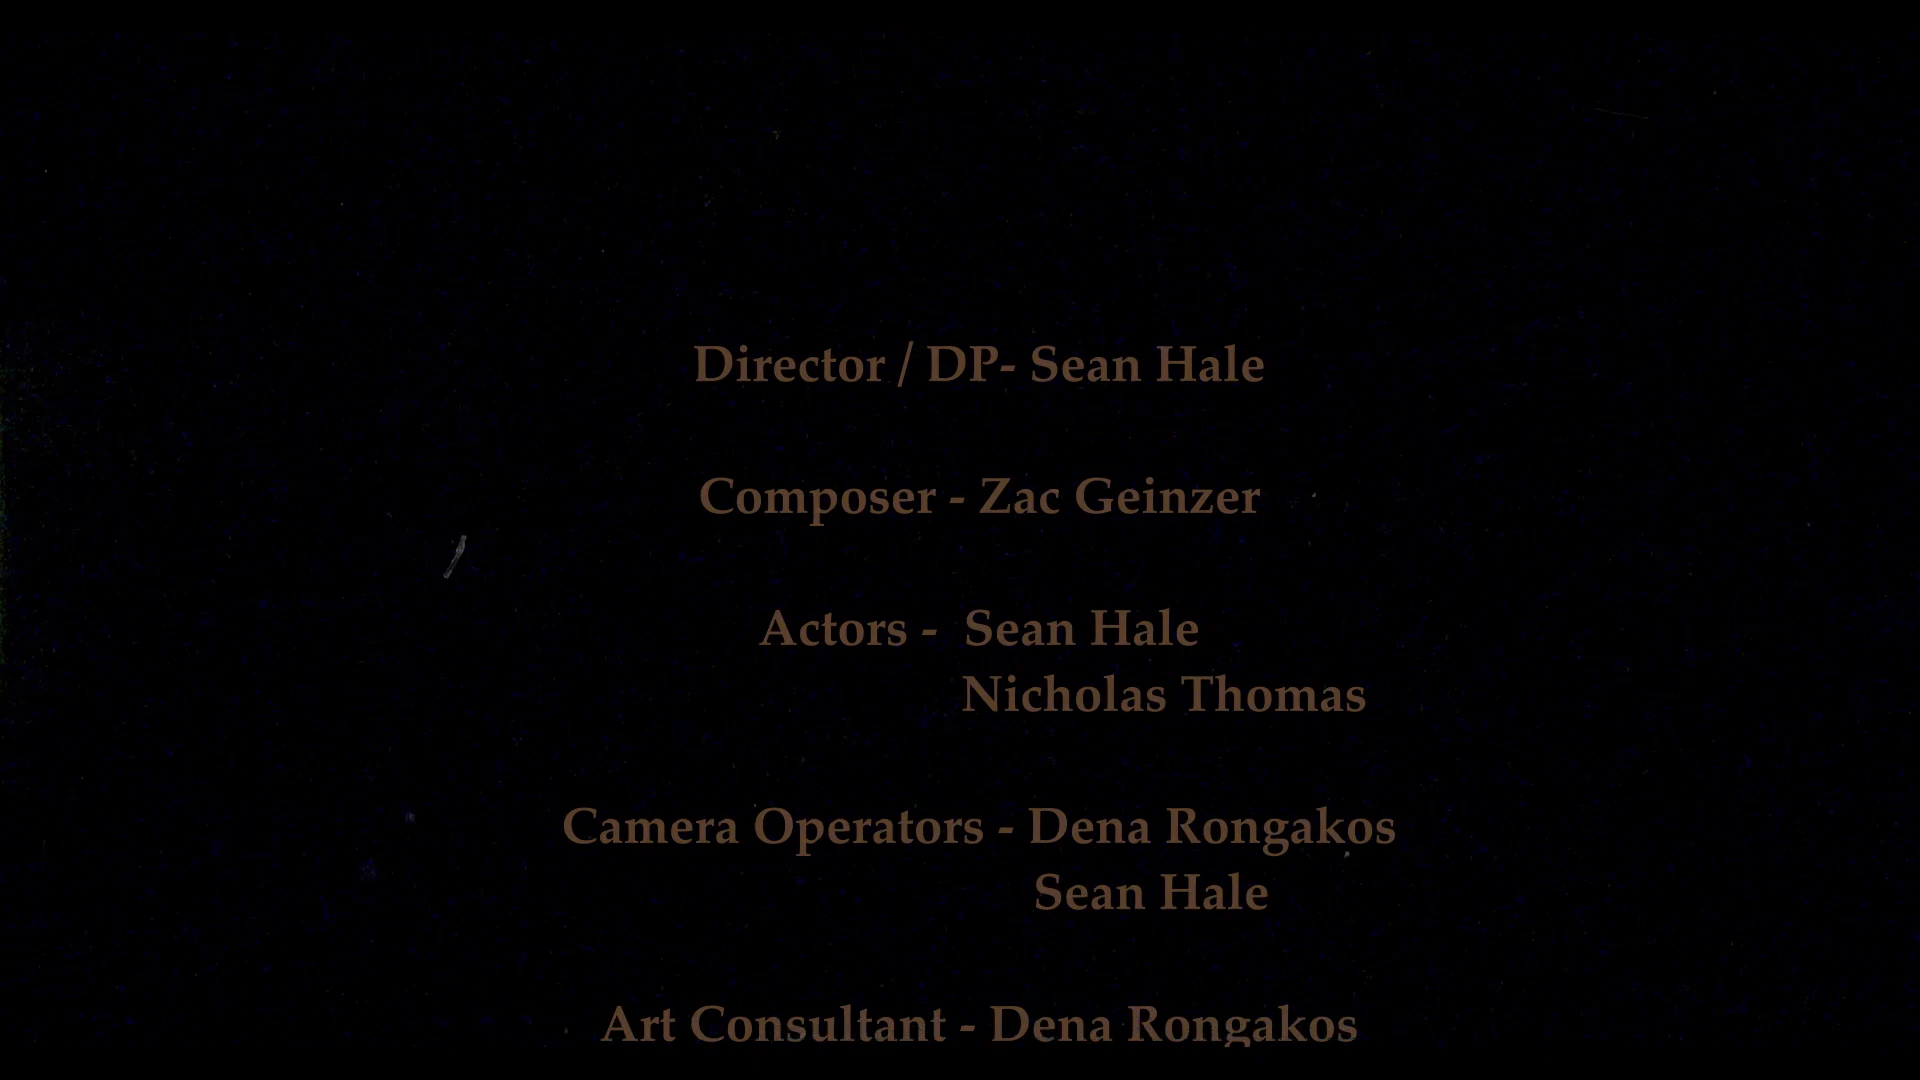 Director / DP- Sean Hale
Composer - Zac Geinzer
Actors - Sean Hale
Nicholas Thomas
Camera Operators - Dena Rongakos
Sean Hale
Art Consultant - Dena Rongakos